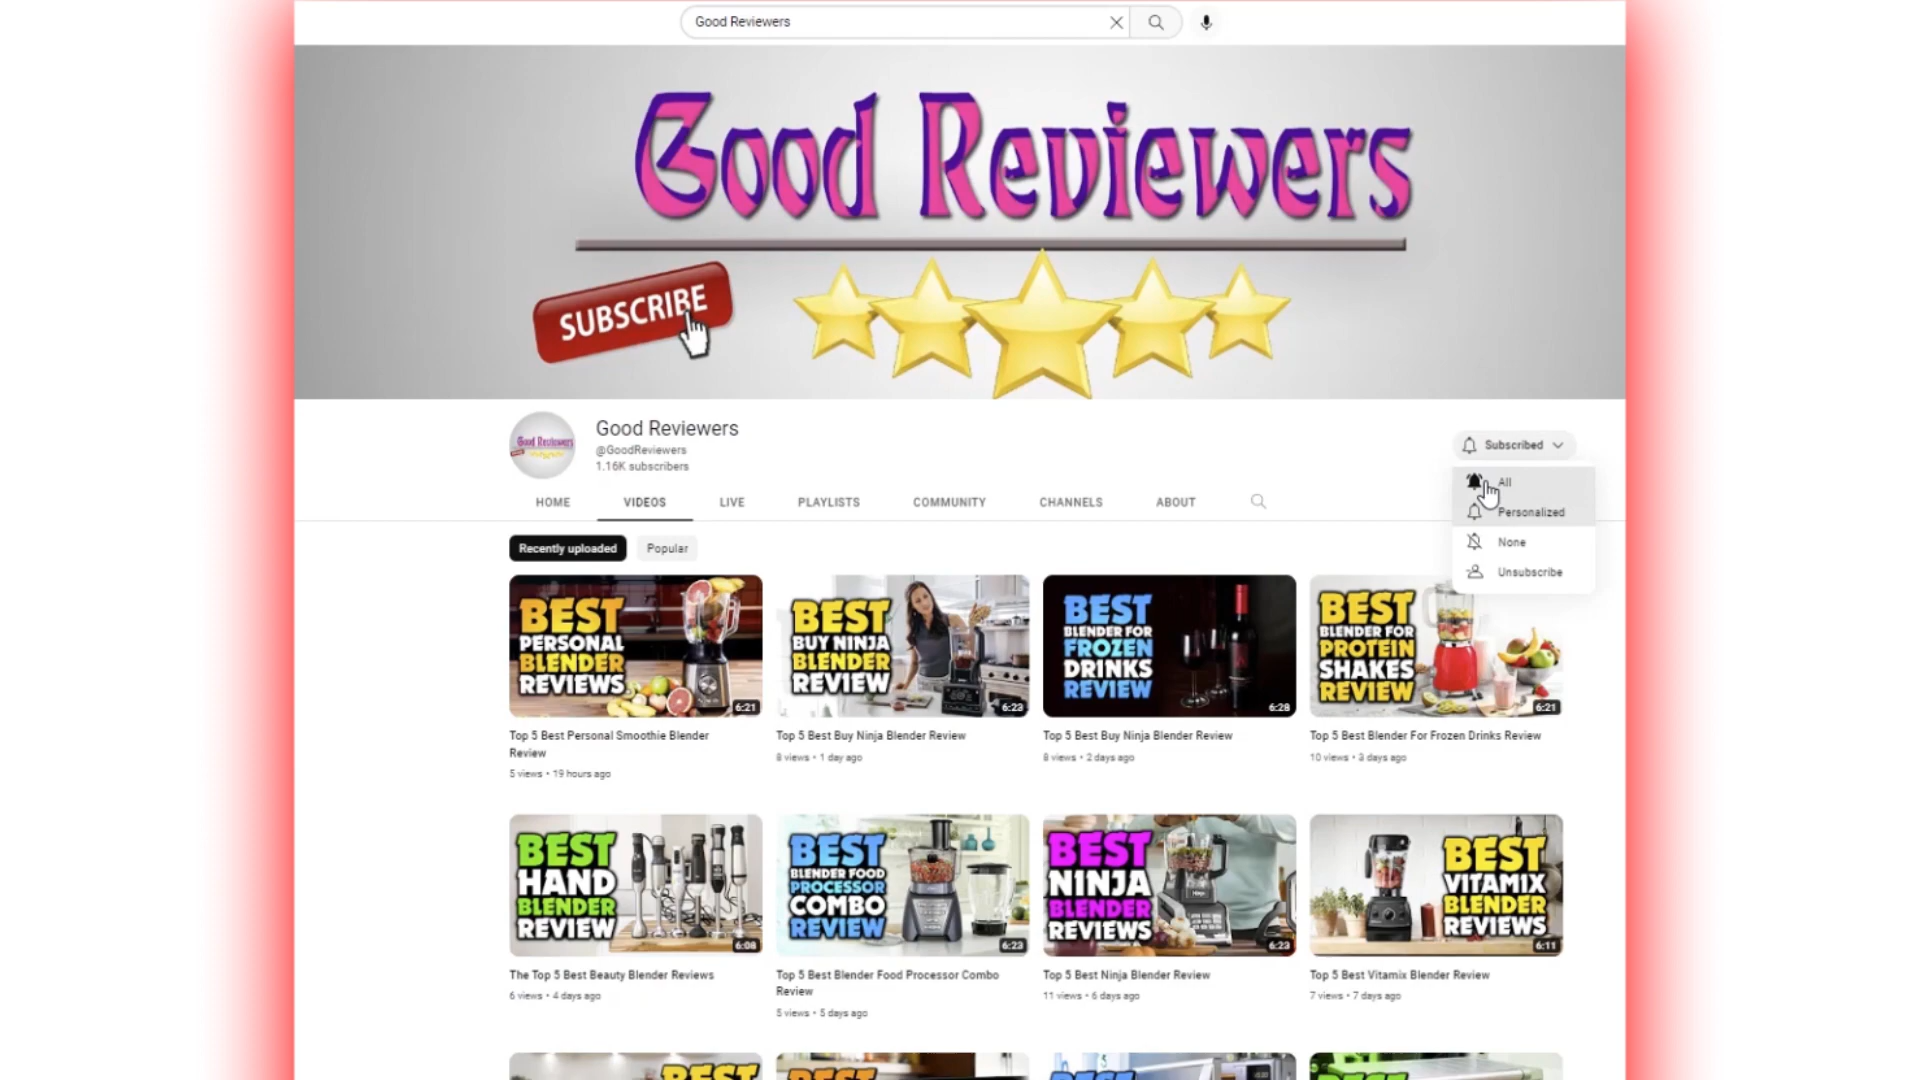 Good Reviewers
Good Reviewers
SUBSCRIBE
Good Reviewers
Good Reviewers
@GoodReviewers
1.16K subscribers
Subscribed
All
Personalized
None
Unsubscribe
HOME VIDEOS LIVE PLAYLISTS COMMUNITY CHANNELS ABOUT
Recently uploaded Popular
BEST
PERSONAL
BLENDER
REVIEWS
6:21
Top 5 Best Personal Smoothie Blender
Review
5 views • 19 hours ago
BEST
BUY NINJA
BLENDER
REVIEW
6:23
Top 5 Best Buy Ninja Blender Review
8 views • 1 day ago
BEST
BLENDER FOR
FROZEN
DRINKS
REVIEW
6:28
Top 5 Best Buy Ninja Blender Review
8 views • 2 days ago
BEST
BLENDER FOR
PROTEIN
SHAKES
REVIEW
6:21
Top 5 Best Blender For Frozen Drinks Review
10 views • 3 days ago
BEST
HAND
BLENDER
REVIEW
6:08
The Top 5 Best Beauty Blender Reviews
6 views • 4 days ago
BEST
BLENDER FOOD
PROCESSOR
COMBO
REVIEW
6:23
Top 5 Best Blender Food Processor Combo
Review
5 views • 5 days ago
BEST
NINJA
BLENDER
REVIEWS
6:23
Top 5 Best Ninja Blender Review
11 views • 6 days ago
BEST
VITAMIX
BLENDER
REVIEWS
6:11
Top 5 Best Vitamix Blender Review
7 views • 7 days ago
BEST
BEST
BEST
BEST